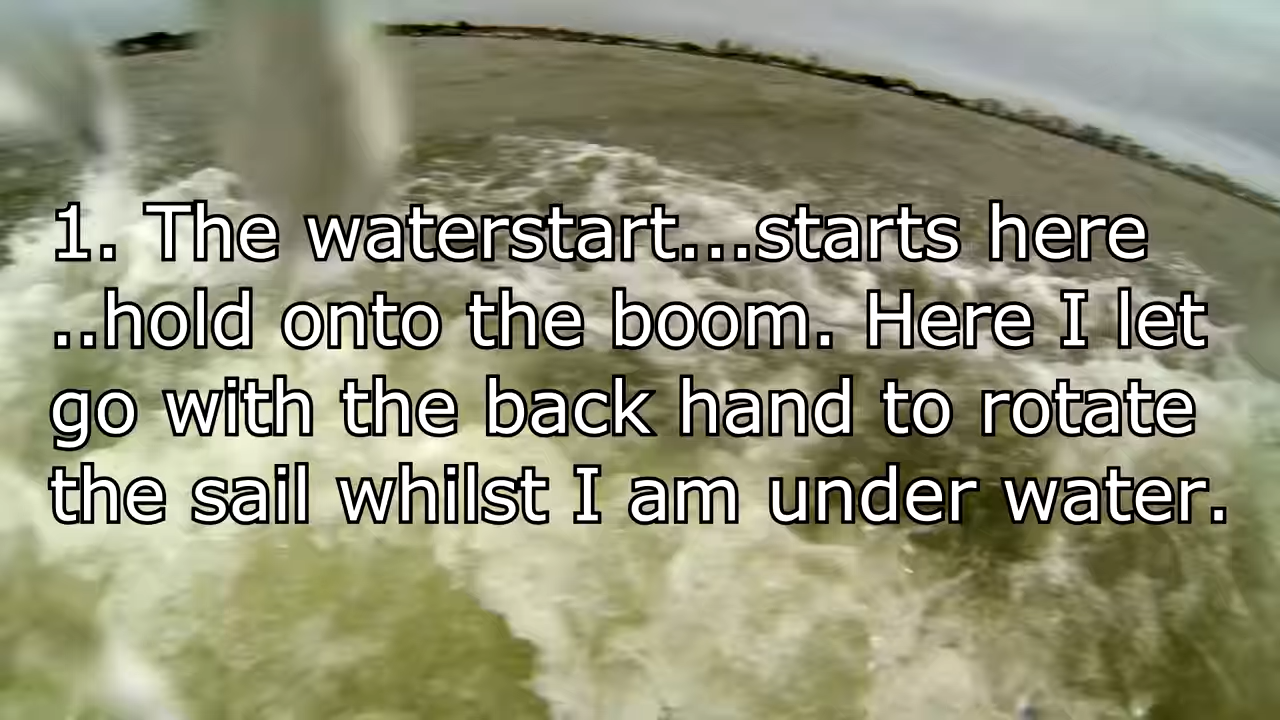 1. The waterstart...starts here
..hold onto the boom. Here I let
go with the back hand to rotate
the sail whilst I am under water.